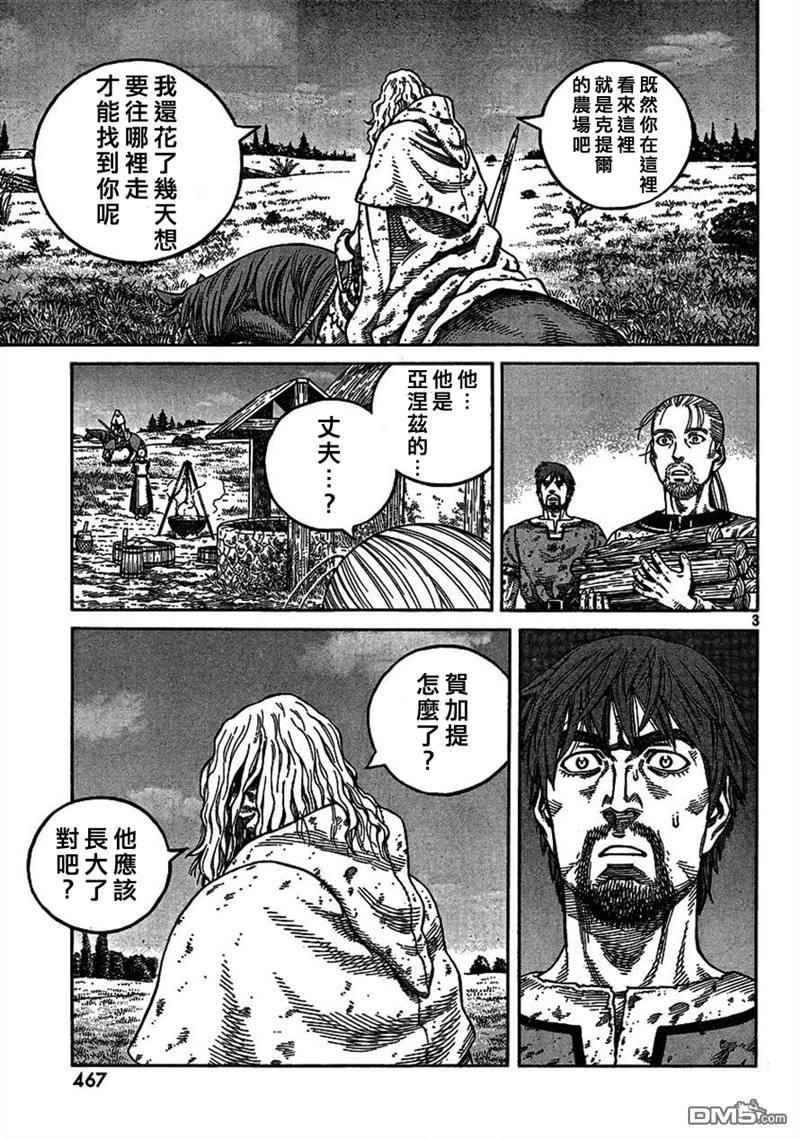 既然你在這裡
看來這裡
就是克提爾
的農場吧
我還花了幾天想
要往哪裡走
才能找到你呢
他…
他是
亞涅茲的…
丈夫…？
3
賀加提
怎麼了？
他應該
長大了
對吧？
467
DM5.com